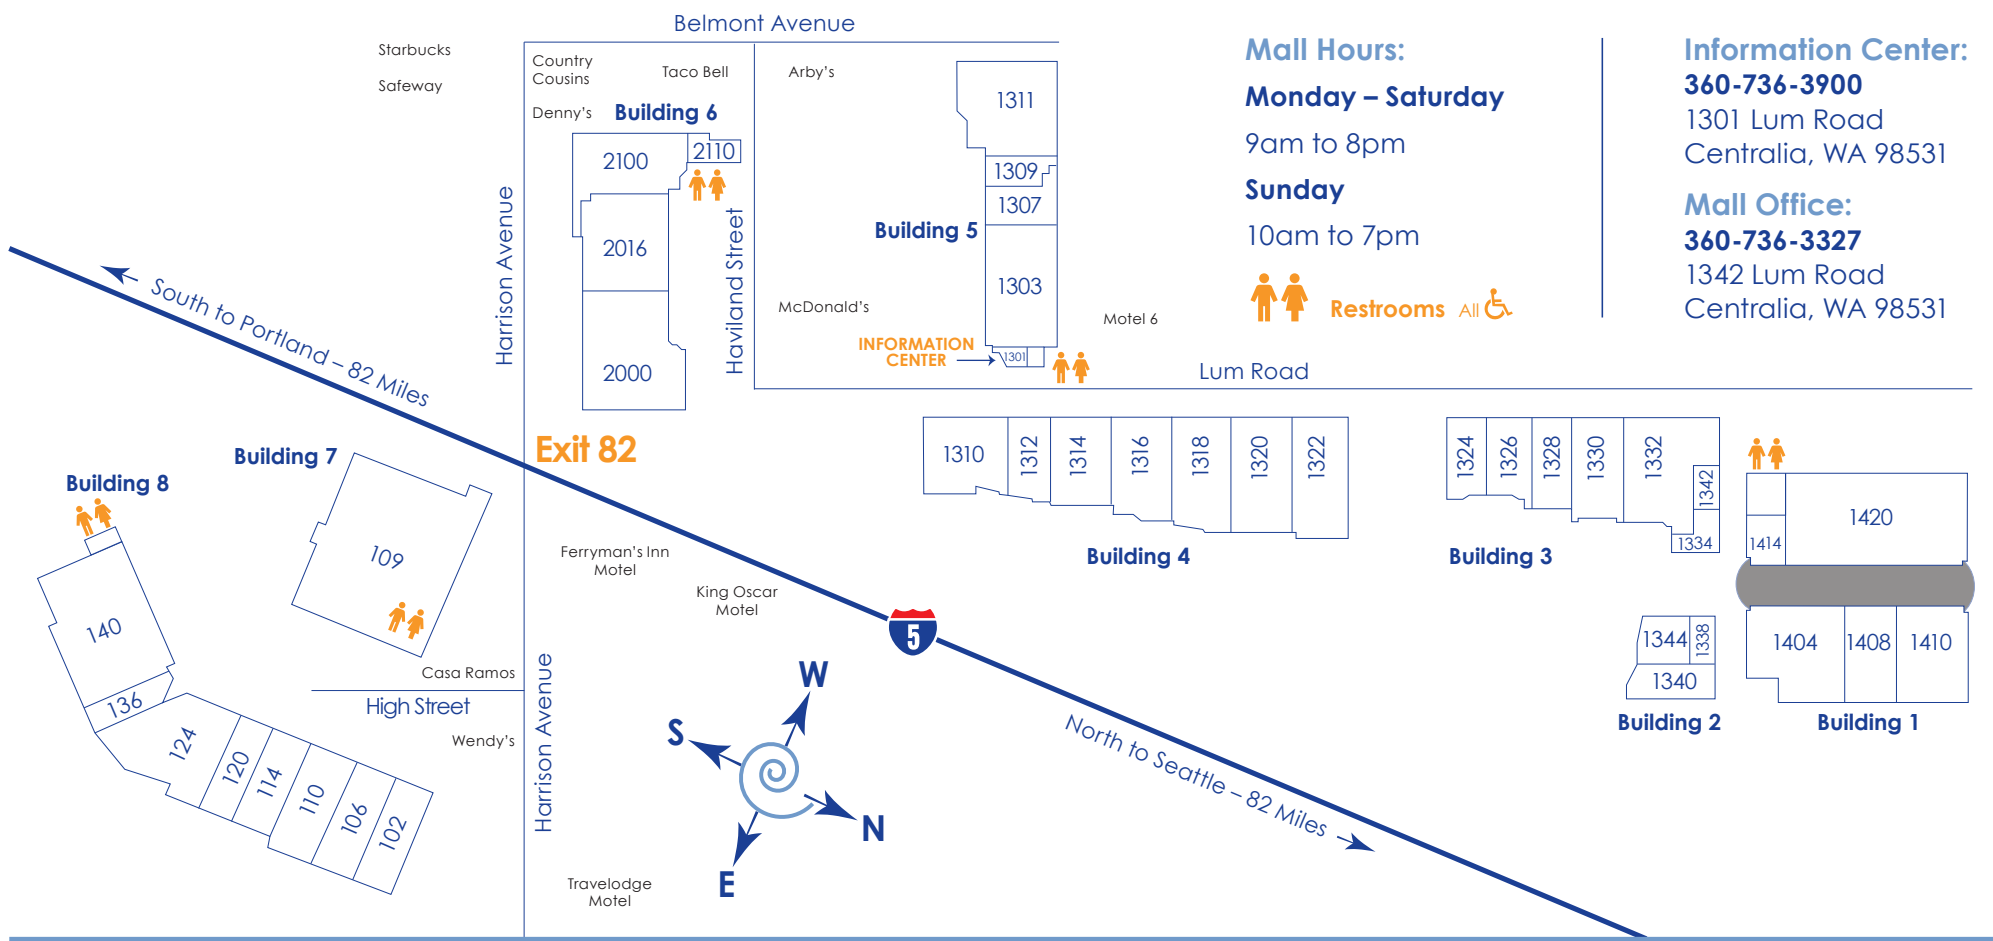 Belmont Avenue
Starbucks
Safeway
Country
Cousins
Taco Bell
Arby's
Denny's
Building 6
2100
2110
2016
2000
Harrison Avenue
Haviland Street
1311
1309
1307
Building 5
1303
McDonald's
Motel 6
INFORMATION
CENTER
1301
Lum Road
Mall Hours:
Monday – Saturday
9am to 8pm
Sunday
10am to 7pm
Restrooms All
Information Center:
360-736-3900
1301 Lum Road
Centralia, WA 98531
Mall Office:
360-736-3327
1342 Lum Road
Centralia, WA 98531
South to Portland – 82 Miles
Exit 82
Building 7
109
Building 8
140
136
124
120
114
110
106
102
Casa Ramos
High Street
Wendy's
Harrison Avenue
Ferryman's Inn
Motel
King Oscar
Motel
5
W
S
N
E
Travelodge
Motel
North to Seattle – 82 Miles
1310
1312
1314
1316
1318
1320
1322
Building 4
1324
1326
1328
1330
1332
1342
1334
Building 3
1420
1414
1404
1408
1410
Building 1
1344
1338
1340
Building 2